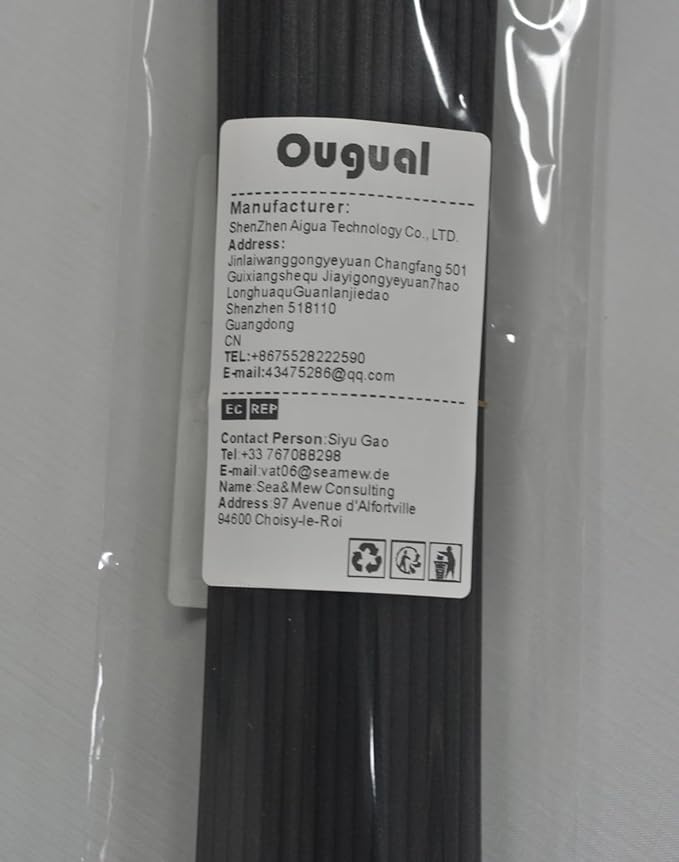 Ougual
Manufacturer:
ShenZhen Aigua Technology Co., LTD.
Address:
Jinlaiwanggongyeyuan Changfang 501
Guixiangshequ Jiayigongyeyuan7hao
LonghuaquGuanlanjiedao
Shenzhen 518110
Guangdong
CN
TEL:+8675528222590
E-mail:43475286@qq.com
EC REP
Contact Person:Siyu Gao
Tel:+33 767088298
E-mail:vat06@seamew.de
Name:Sea&Mew Consulting
Address:97 Avenue d'Alfortville
94600 Choisy-le-Roi